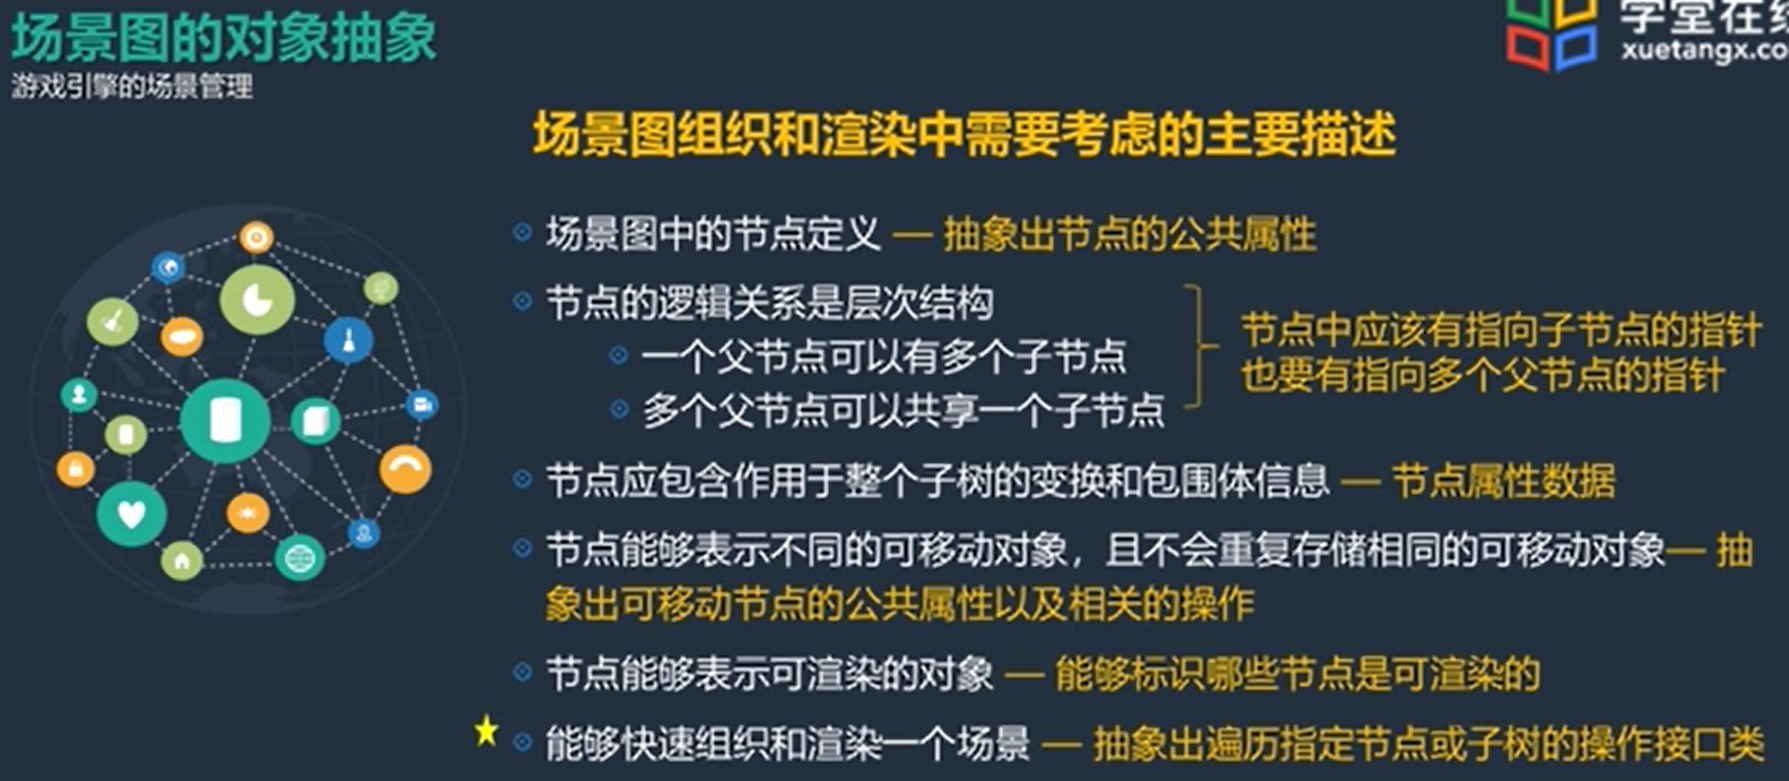 场景图的对象抽象
游戏引擎的场景管理
学堂在线
xuetangx.co
场景图组织和渲染中需要考虑的主要描述
场景图中的节点定义 — 抽象出节点的公共属性
节点的逻辑关系是层次结构
一个父节点可以有多个子节点
多个父节点可以共享一个子节点
节点中应该有指向子节点的指针
也要有指向多个父节点的指针
节点应包含作用于整个子树的变换和包围体信息 — 节点属性数据
节点能够表示不同的可移动对象，且不会重复存储相同的可移动对象— 抽
象出可移动节点的公共属性以及相关的操作
节点能够表示可渲染的对象 — 能够标识哪些节点是可渲染的
能够快速组织和渲染一个场景 — 抽象出遍历指定节点或子树的操作接口类